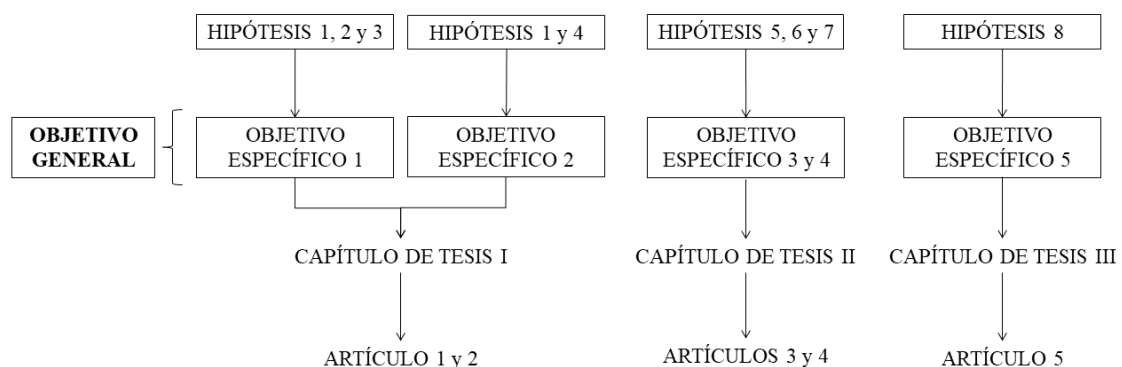 HIPÓTESIS 1, 2 y 3
HIPÓTESIS 1 y 4
HIPÓTESIS 5, 6 y 7
HIPÓTESIS 8
OBJETIVO
GENERAL
OBJETIVO
ESPECÍFICO 1
OBJETIVO
ESPECÍFICO 2
OBJETIVO
ESPECÍFICO 3 y 4
OBJETIVO
ESPECÍFICO 5
CAPÍTULO DE TESIS I
CAPÍTULO DE TESIS II
CAPÍTULO DE TESIS III
ARTÍCULO 1 y 2
ARTÍCULOS 3 y 4
ARTÍCULO 5